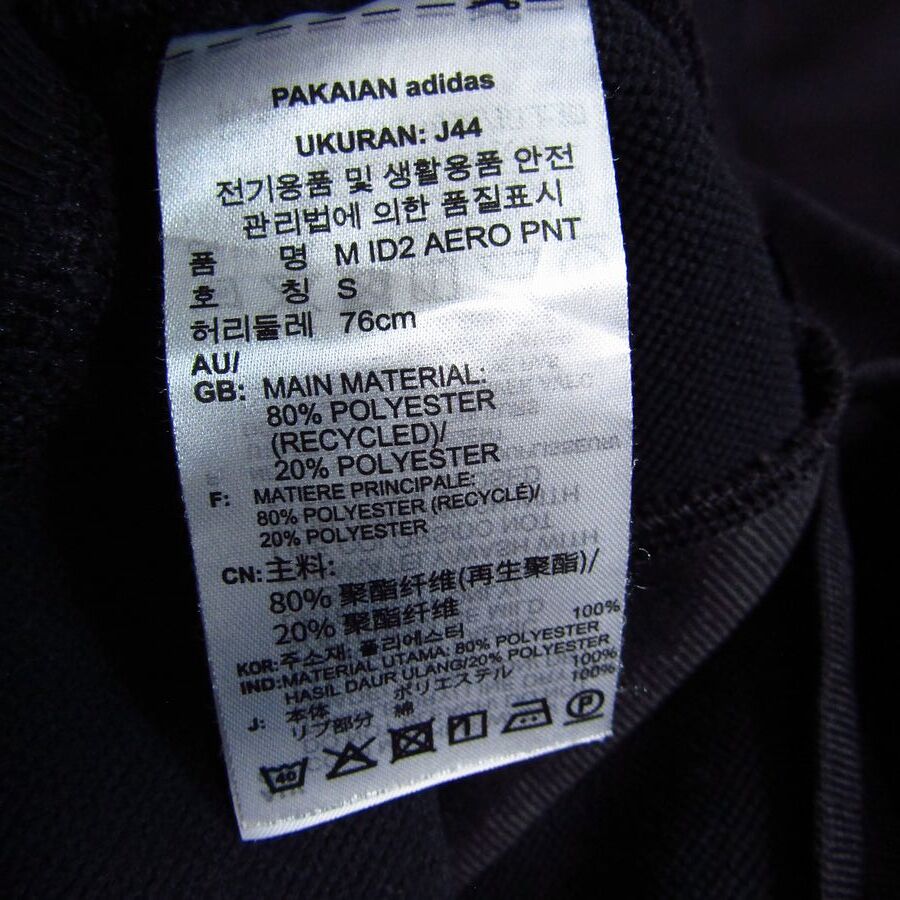 PAKAIAN adidas
UKURAN: J44
전기용품 및 생활용품 안전
관리법에 의한 품질표시
품 명 M ID2 AERO PNT
호 칭 S
허리둘레 76cm
AU/
GB: MAIN MATERIAL:
80% POLYESTER
(RECYCLED)/
20% POLYESTER
F: MATIERE PRINCIPALE:
80% POLYESTER (RECYCLÉ)/
20% POLYESTER
CN: 主料:
80% 聚酯纤维(再生聚酯)/
20% 聚酯纤维
KOR: 주소재: 폴리에스터 100%
IND: MATERIAL UTAMA: 80% POLYESTER
HASIL DAUR ULANG/20% POLYESTER
J: 本体 ポリエステル 100%
リブ部分 綿 100%
40
P